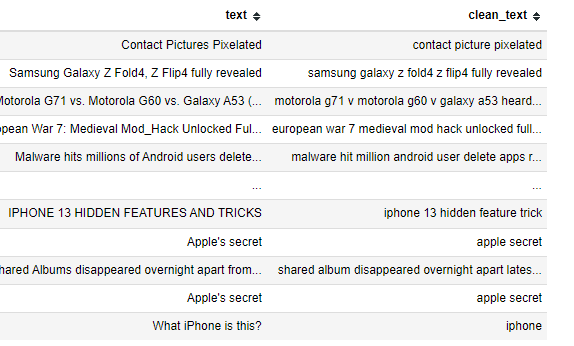 text clean_text
Contact Pictures Pixelated contact picture pixelated
Samsung Galaxy Z Fold4, Z Flip4 fully revealed samsung galaxy z fold4 z flip4 fully revealed
Motorola G71 vs. Motorola G60 vs. Galaxy A53 (... motorola g71 v motorola g60 v galaxy a53 heard...
opean War 7: Medieval Mod_Hack Unlocked Ful... european war 7 medieval mod hack unlocked full...
Malware hits millions of Android users delete... malware hit million android user delete apps r...
... ...
IPHONE 13 HIDDEN FEATURES AND TRICKS iphone 13 hidden feature trick
Apple's secret apple secret
hared Albums disappeared overnight apart from... shared album disappeared overnight apart lates...
Apple's secret apple secret
What iPhone is this? iphone